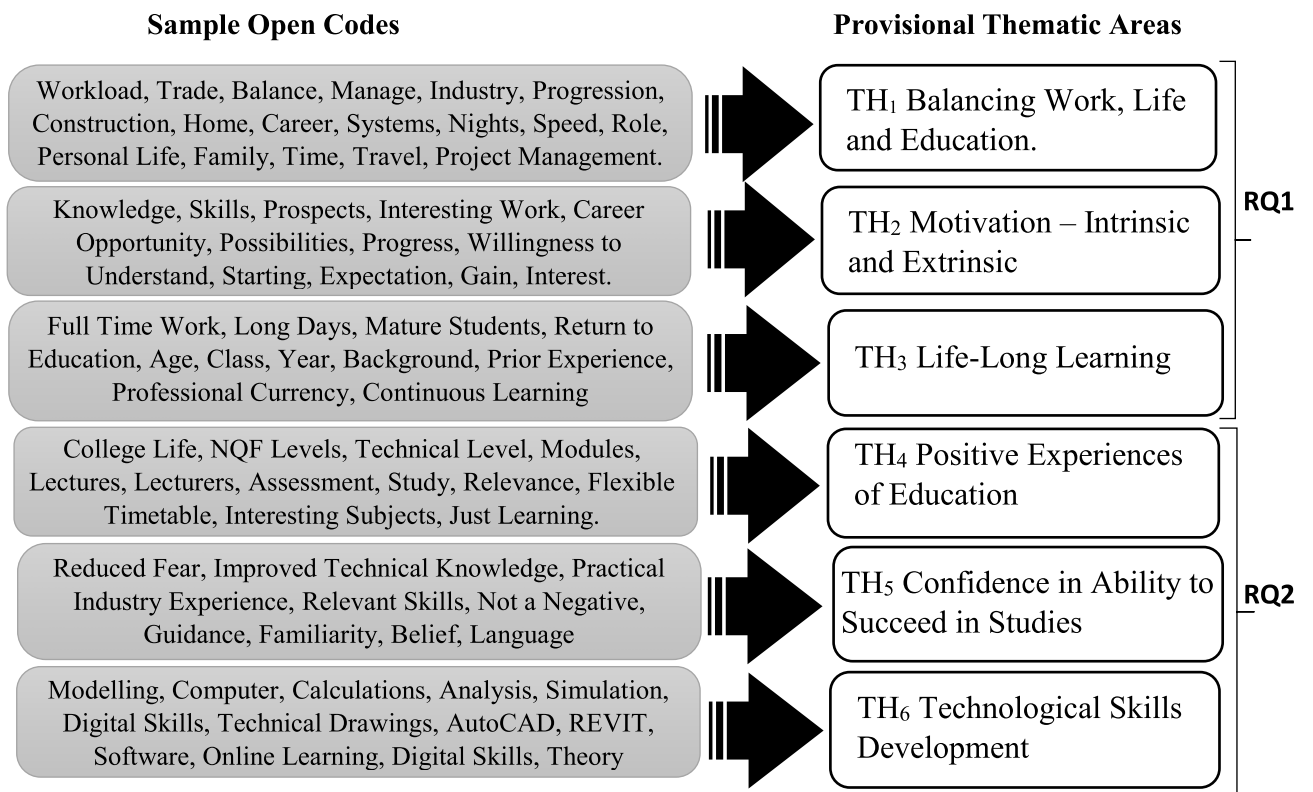 Sample Open Codes
Provisional Thematic Areas
Workload, Trade, Balance, Manage, Industry, Progression,
Construction, Home, Career, Systems, Nights, Speed, Role,
Personal Life, Family, Time, Travel, Project Management.
TH₁ Balancing Work, Life
and Education.
Knowledge, Skills, Prospects, Interesting Work, Career
Opportunity, Possibilities, Progress, Willingness to
Understand, Starting, Expectation, Gain, Interest.
TH₂ Motivation – Intrinsic
and Extrinsic
Full Time Work, Long Days, Mature Students, Return to
Education, Age, Class, Year, Background, Prior Experience,
Professional Currency, Continuous Learning
TH₃ Life-Long Learning
RQ1
College Life, NQF Levels, Technical Level, Modules,
Lectures, Lecturers, Assessment, Study, Relevance, Flexible
Timetable, Interesting Subjects, Just Learning.
TH₄ Positive Experiences
of Education
Reduced Fear, Improved Technical Knowledge, Practical
Industry Experience, Relevant Skills, Not a Negative,
Guidance, Familiarity, Belief, Language
TH₅ Confidence in Ability to
Succeed in Studies
Modelling, Computer, Calculations, Analysis, Simulation,
Digital Skills, Technical Drawings, AutoCAD, REVIT,
Software, Online Learning, Digital Skills, Theory
TH₆ Technological Skills
Development
RQ2